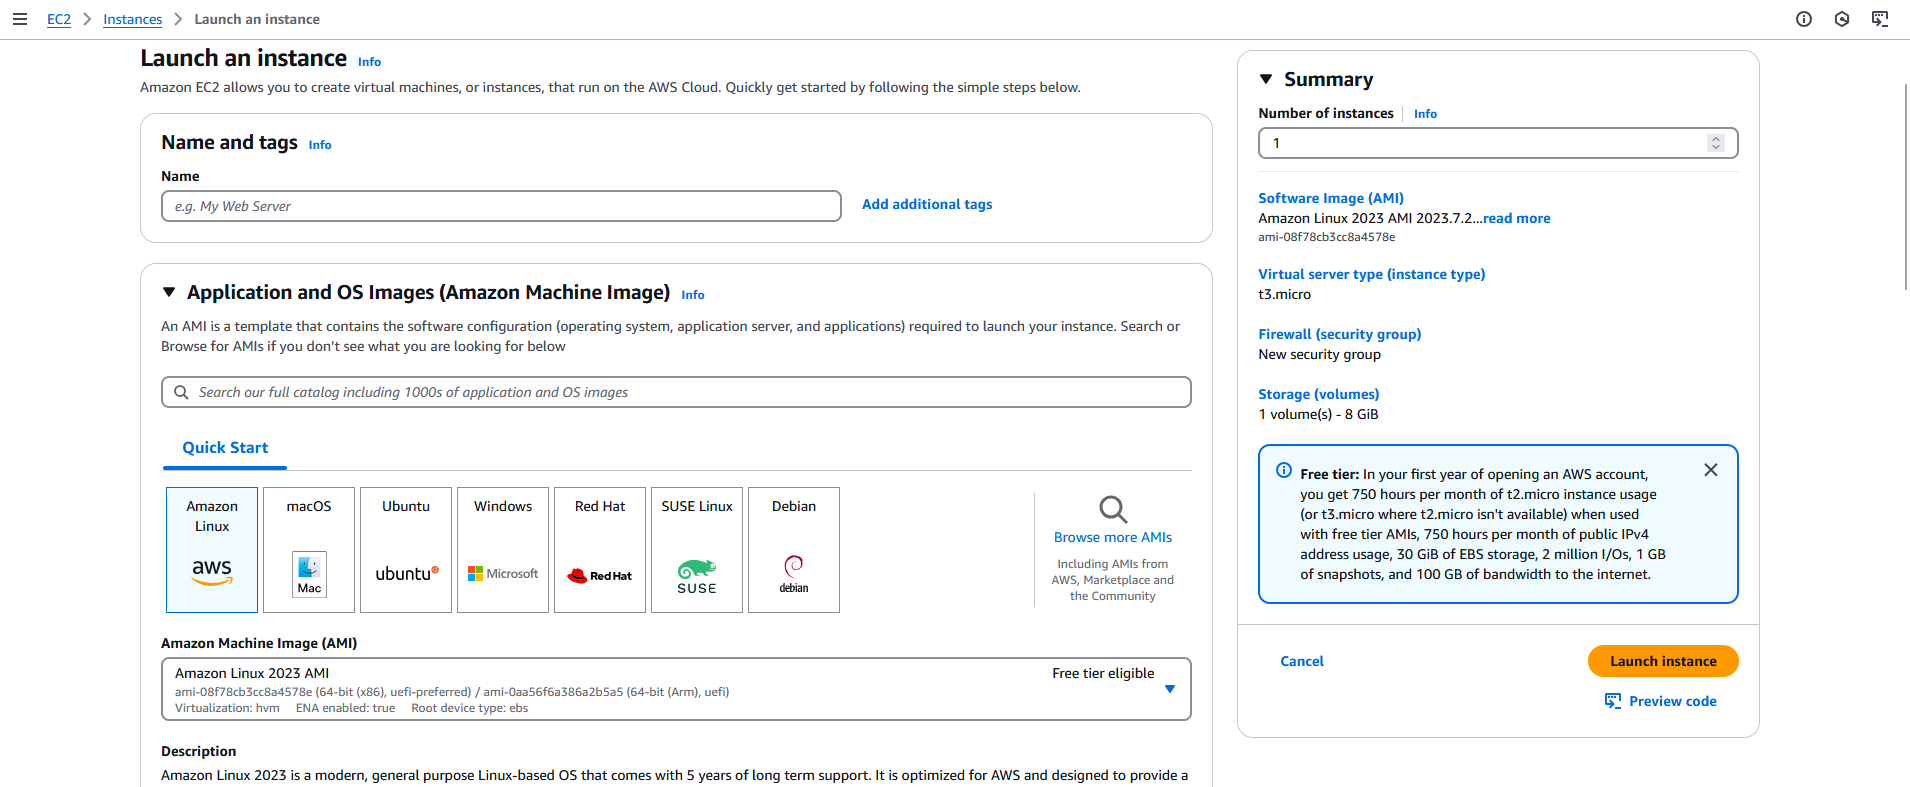 EC2 > Instances > Launch an instance
Launch an instance Info
Amazon EC2 allows you to create virtual machines, or instances, that run on the AWS Cloud. Quickly get started by following the simple steps below.
Name and tags Info
Name
e.g. My Web Server
Add additional tags
Application and OS Images (Amazon Machine Image) Info
An AMI is a template that contains the software configuration (operating system, application server, and applications) required to launch your instance. Search or
Browse for AMIs if you don’t see what you are looking for below
Search our full catalog including 1000s of application and OS images
Quick Start
Amazon
Linux
aws
macOS
Mac
Ubuntu
ubuntu
Windows
Microsoft
Red Hat
Red Hat
SUSE Linux
SUSE
Debian
debian
Browse more AMIs
Including AMIs from
AWS, Marketplace and
the Community
Amazon Machine Image (AMI)
Amazon Linux 2023 AMI
Free tier eligible
ami-08f78cb3cc8a4578e (64-bit (x86), uefi-preferred) / ami-0aa56f6a386a2b5a5 (64-bit (Arm), uefi)
Virtualization: hvm ENA enabled: true Root device type: ebs
Description
Amazon Linux 2023 is a modern, general purpose Linux-based OS that comes with 5 years of long term support. It is optimized for AWS and designed to provide a
Summary
Number of instances Info
1
Software Image (AMI)
Amazon Linux 2023 AMI 2023.7.2...read more
ami-08f78cb3cc8a4578e
Virtual server type (instance type)
t3.micro
Firewall (security group)
New security group
Storage (volumes)
1 volume(s) - 8 GiB
Free tier: In your first year of opening an AWS account,
you get 750 hours per month of t2.micro instance usage
(or t3.micro where t2.micro isn't available) when used
with free tier AMIs, 750 hours per month of public IPv4
address usage, 30 GiB of EBS storage, 2 million I/Os, 1 GB
of snapshots, and 100 GB of bandwidth to the internet.
Cancel
Launch instance
Preview code